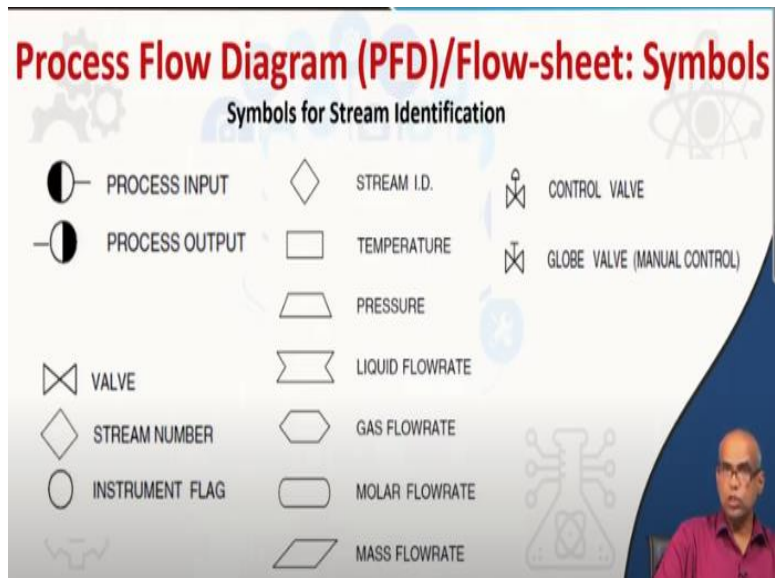 Process Flow Diagram (PFD)/Flow-sheet: Symbols
Symbols for Stream Identification
PROCESS INPUT
PROCESS OUTPUT
VALVE
STREAM NUMBER
INSTRUMENT FLAG
STREAM I.D.
TEMPERATURE
PRESSURE
LIQUID FLOWRATE
GAS FLOWRATE
MOLAR FLOWRATE
MASS FLOWRATE
CONTROL VALVE
GLOBE VALVE (MANUAL CONTROL)